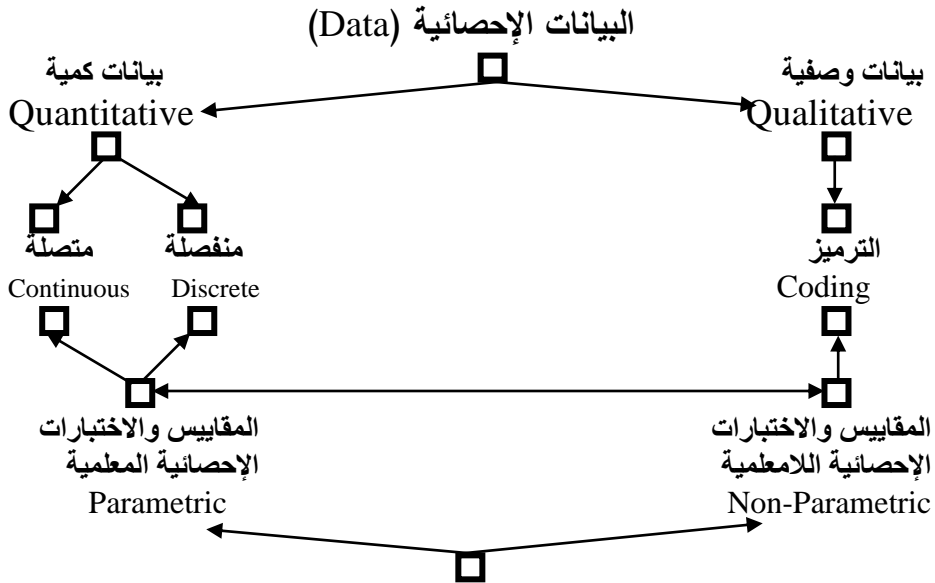 البيانات الإحصائية (Data)
بيانات وصفية
Qualitative
بيانات كمية
Quantitative
الترميز
Coding
منفصلة
Discrete
متصلة
Continuous
المقاييس والاختبارات
الإحصائية اللامعلمية
Non-Parametric
المقاييس والاختبارات
الإحصائية المعلمية
Parametric